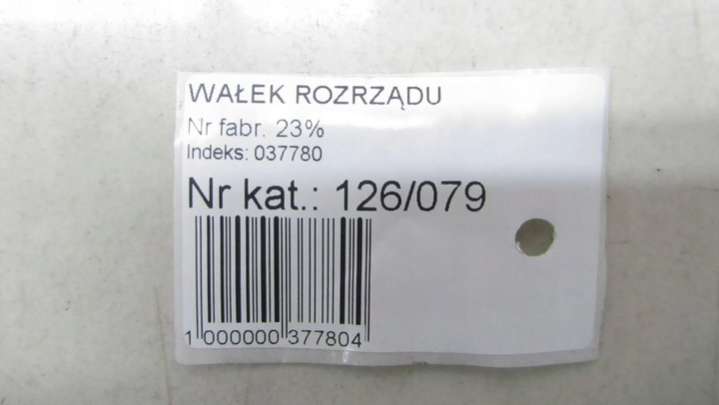 WAŁEK ROZRZĄDU
Nr fabr. 23%
Indeks: 037780
Nr kat.: 126/079
1 000000 377804